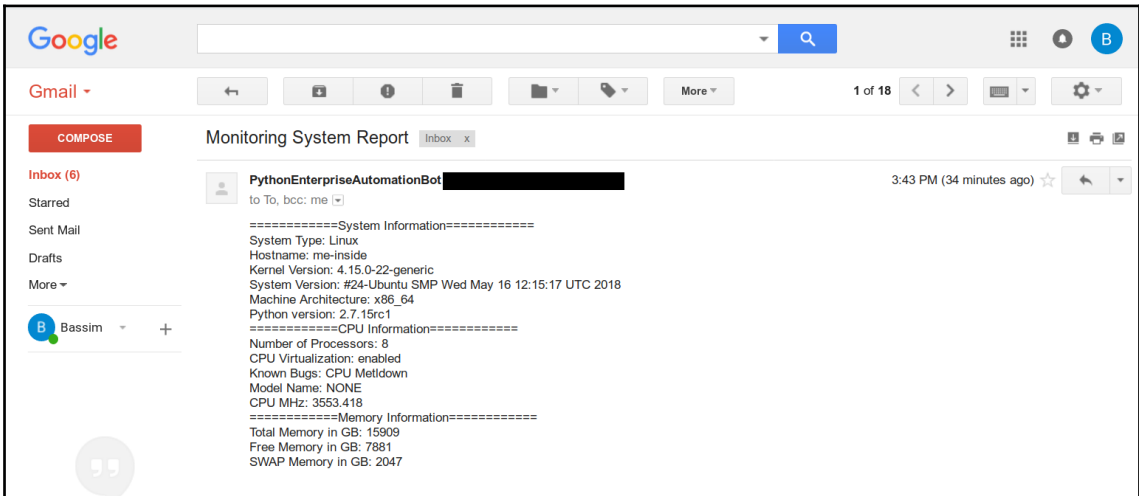 Google
B
Gmail
More
1 of 18
COMPOSE
Monitoring System Report Inbox x
Inbox (6)
Starred
Sent Mail
Drafts
More
B Bassim +
PythonEnterpriseAutomationBot
3:43 PM (34 minutes ago)
to To, bcc: me
============System Information============
System Type: Linux
Hostname: me-inside
Kernel Version: 4.15.0-22-generic
System Version: #24-Ubuntu SMP Wed May 16 12:15:17 UTC 2018
Machine Architecture: x86_64
Python version: 2.7.15rc1
============CPU Information============
Number of Processors: 8
CPU Virtualization: enabled
Known Bugs: CPU Metldown
Model Name: NONE
CPU MHz: 3553.418
============Memory Information============
Total Memory in GB: 15909
Free Memory in GB: 7881
SWAP Memory in GB: 2047